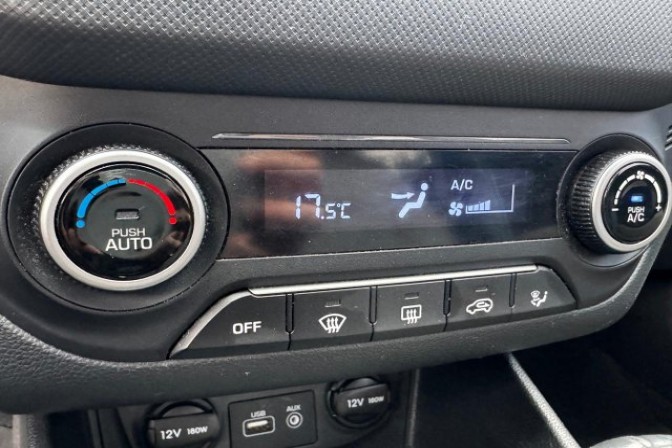 A/C
17.5°C
PUSH
AUTO
PUSH
A/C
OFF
USB
AUX
12V 180W
12V 180W